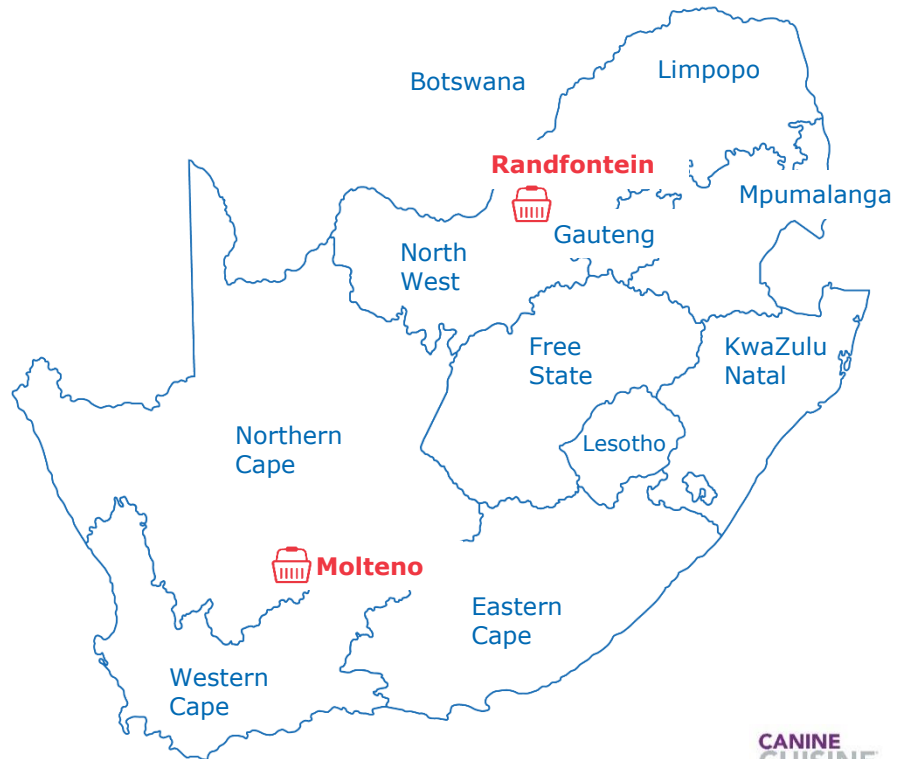 Limpopo
Botswana
Randfontein
Mpumalanga
Gauteng
North
West
Free
State
KwaZulu
Natal
Northern
Cape
Lesotho
Molteno
Eastern
Cape
Western
Cape
CANINE
CUISINE